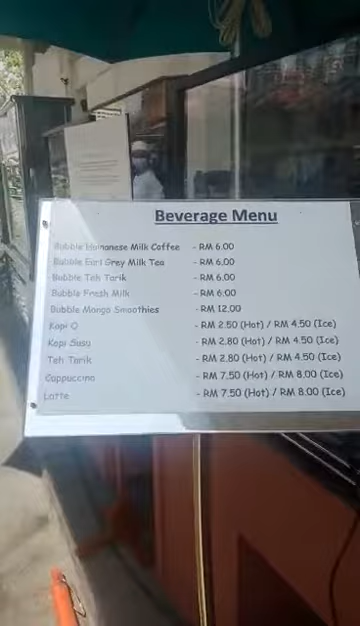 Beverage Menu
Bubble Hainanese Milk Coffee - RM 6.00
Bubble Earl Grey Milk Tea - RM 6.00
Bubble Teh Tarik - RM 6.00
Bubble Fresh Milk - RM 6.00
Bubble Mango Smoothies - RM 12.00
Kopi O - RM 2.50 (Hot) / RM 4.50 (Ice)
Kopi Susu - RM 2.80 (Hot) / RM 4.50 (Ice)
Teh Tarik - RM 2.80 (Hot) / RM 4.50 (Ice)
Cappuccino - RM 7.50 (Hot) / RM 8.00 (Ice)
Latte - RM 7.50 (Hot) / RM 8.00 (Ice)